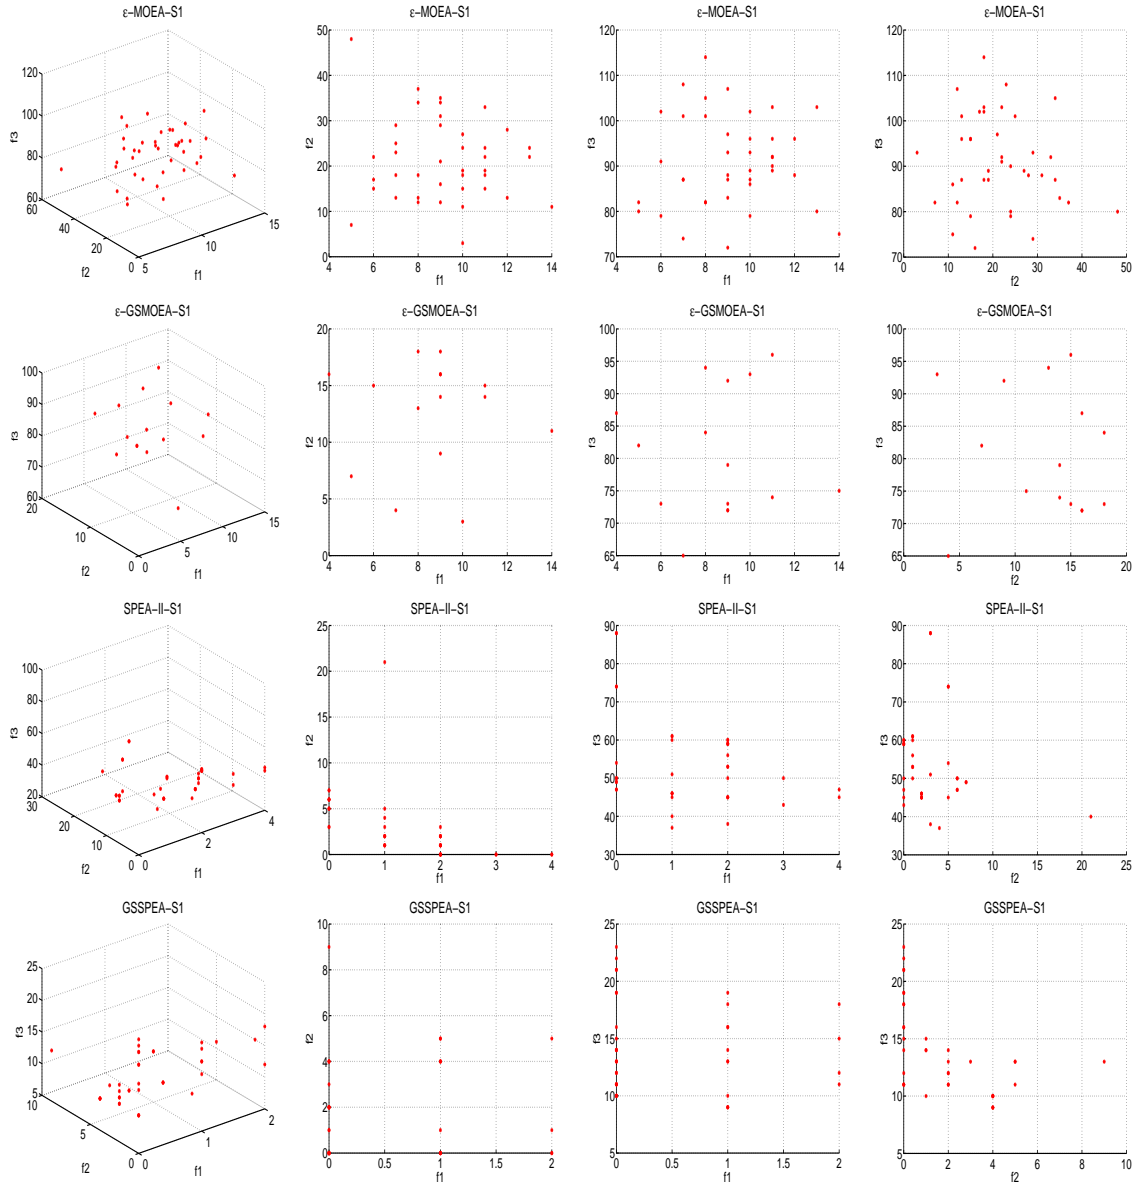 ε-MOEA-S1 ε-MOEA-S1 ε-MOEA-S1 ε-MOEA-S1
120 50 120 120
100 40 110 110
80 30 100 100
60 20 90 90
60 40 20 0 10 80 80
5 10 15 0 70 70
4 6 8 10 12 14 4 6 8 10 12 14 0 10 20 30 40 50
f3 f2 f1 f2 f1 f3 f1 f3 f2
ε-GSMOEA-S1 ε-GSMOEA-S1 ε-GSMOEA-S1 ε-GSMOEA-S1
100 20 100 100
90 15 95 95
80 10 90 90
70 5 85 85
60 0 80 80
20 10 0 75 75
0 5 10 15 70 70
65 65
4 6 8 10 12 14 4 6 8 10 12 14 0 5 10 15 20
f3 f2 f1 f2 f1 f3 f1 f3 f2
SPEA-II-S1 SPEA-II-S1 SPEA-II-S1 SPEA-II-S1
100 25 90 90
80 20 80 80
60 15 70 70
40 10 60 60
20 5 50 50
30 20 10 0 0 40 40
0 2 4 30 30
0 1 2 3 4 0 1 2 3 4 0 5 10 15 20 25
f3 f2 f1 f2 f1 f3 f1 f3 f2
GSSPEA-S1 GSSPEA-S1 GSSPEA-S1 GSSPEA-S1
25 10 25 25
20 8 20 20
15 6 15 15
10 4 10 10
5 2 5 5
10 5 0 0
0 1 2
0 0.5 1 1.5 2 0 0.5 1 1.5 2 0 2 4 6 8 10
f3 f2 f1 f2 f1 f3 f1 f3 f2